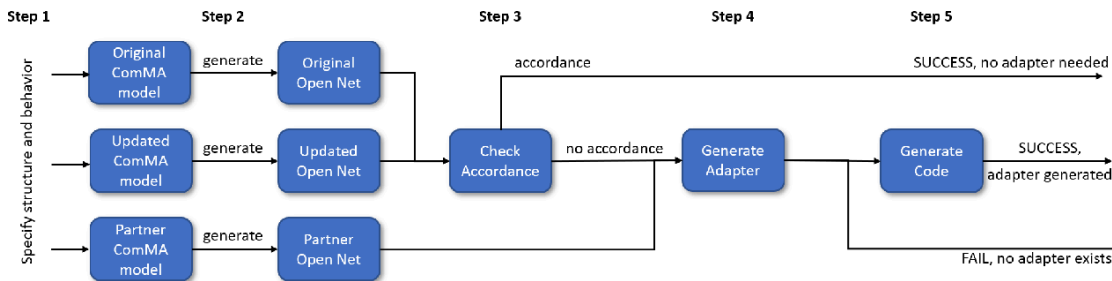 Step 1
Step 2
Step 3
Step 4
Step 5
Specify structure and behavior
Original
ComMA
model
generate
Original
Open Net
accordance
SUCCESS, no adapter needed
Updated
ComMA
model
generate
Updated
Open Net
Check
Accordance
no accordance
Generate
Adapter
Generate
Code
SUCCESS,
adapter generated
Partner
ComMA
model
generate
Partner
Open Net
FAIL, no adapter exists